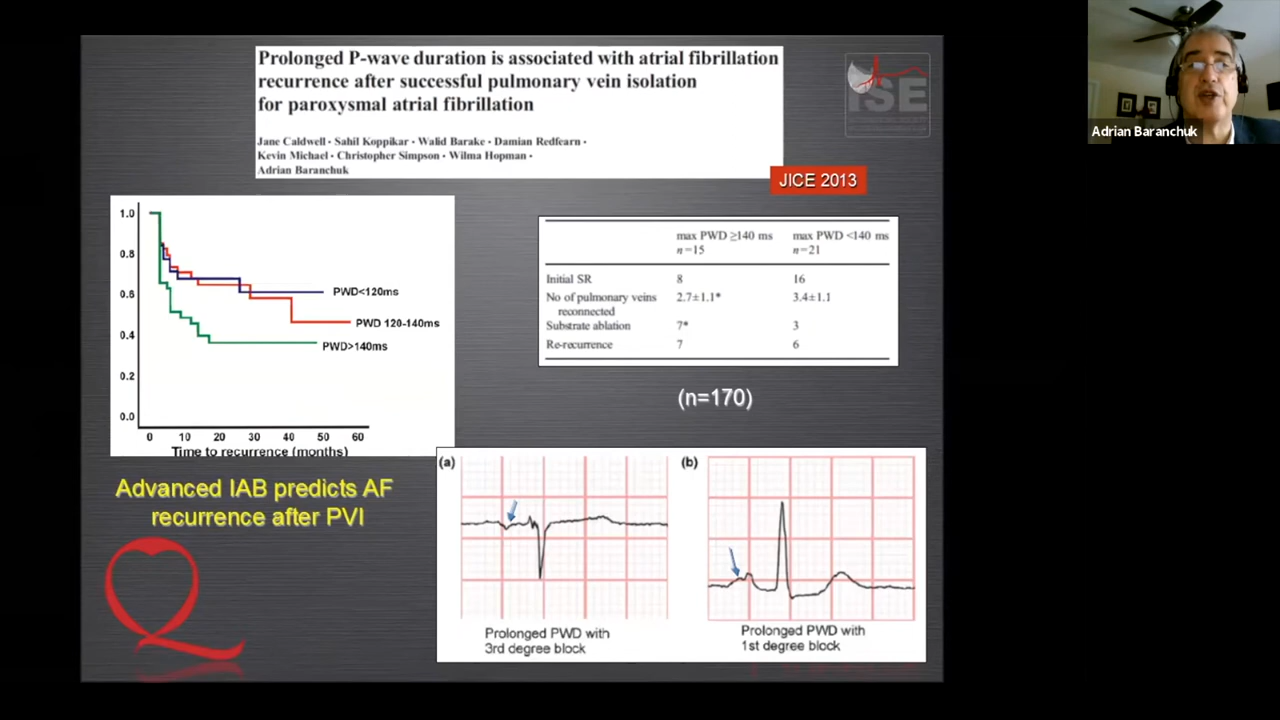 Prolonged P-wave duration is associated with atrial fibrillation
recurrence after successful pulmonary vein isolation
for paroxysmal atrial fibrillation
Jane Caldwell · Sahil Koppikar · Walid Barake · Damian Redfearn ·
Kevin Michael · Christopher Simpson · Wilma Hopman ·
Adrian Baranchuk
ISE
Adrian Baranchuk
JICE 2013
1.0
0.8
0.6
0.4
0.2
0.0
PWD<120ms
PWD 120-140ms
PWD>140ms
0 10 20 30 40 50 60
Time to recurrence (months)
max PWD ≥140 ms max PWD <140 ms
n=15 n=21
Initial SR 8 16
No of pulmonary veins 2.7±1.1* 3.4±1.1
reconnected
Substrate ablation 7* 3
Re-recurrence 7 6
(n=170)
Advanced IAB predicts AF
recurrence after PVI
(a) (b)
Prolonged PWD with
3rd degree block
Prolonged PWD with
1st degree block